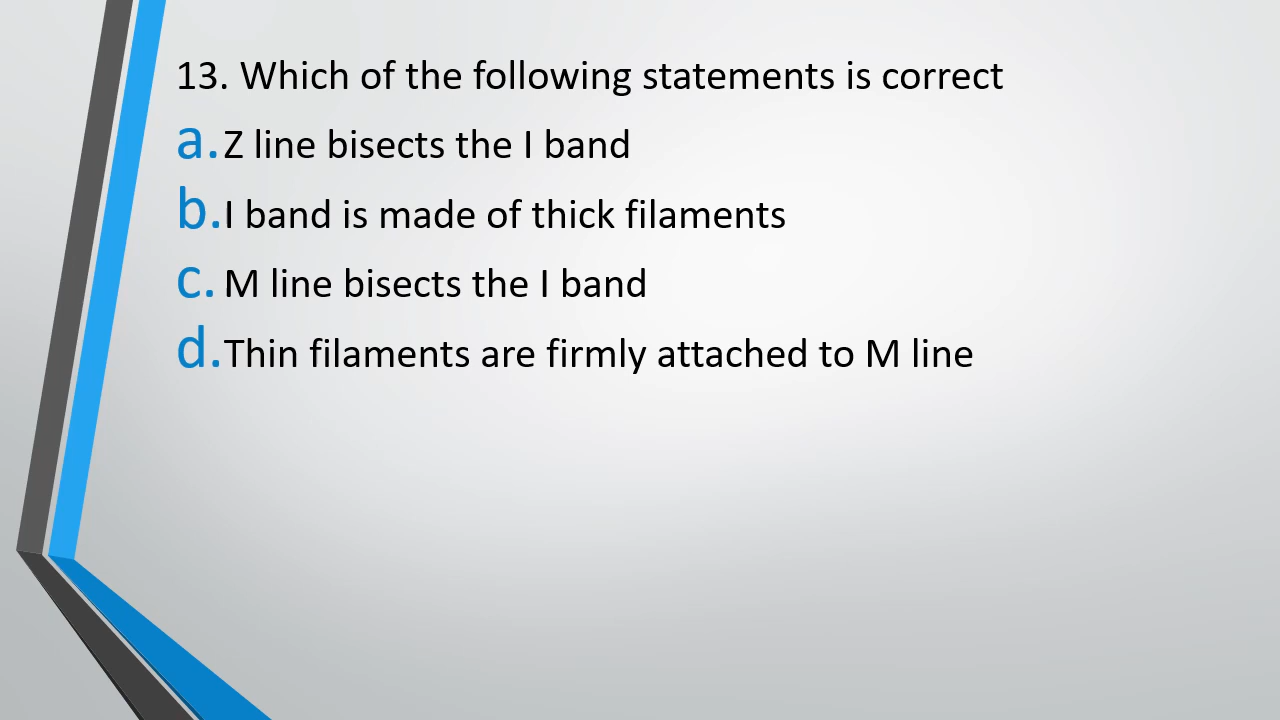 13. Which of the following statements is correct
a. Z line bisects the I band
b. I band is made of thick filaments
c. M line bisects the I band
d. Thin filaments are firmly attached to M line